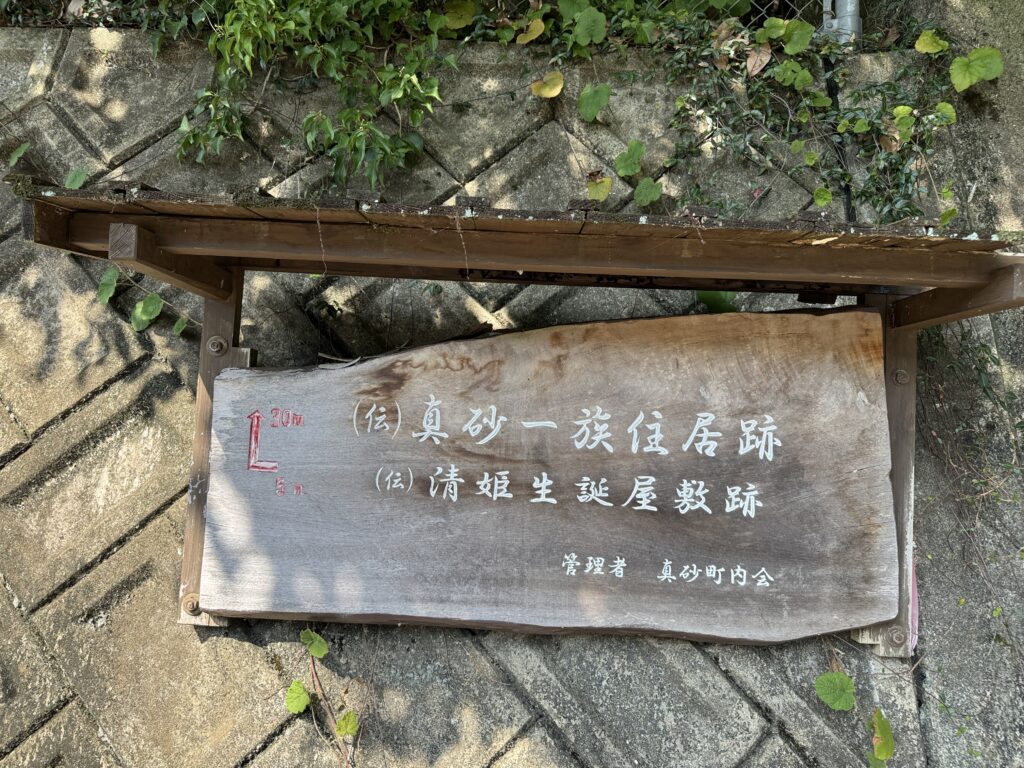 30m
5m
(伝)真砂一族住居跡
(伝)清姫生誕屋敷跡
管理者 真砂町内会